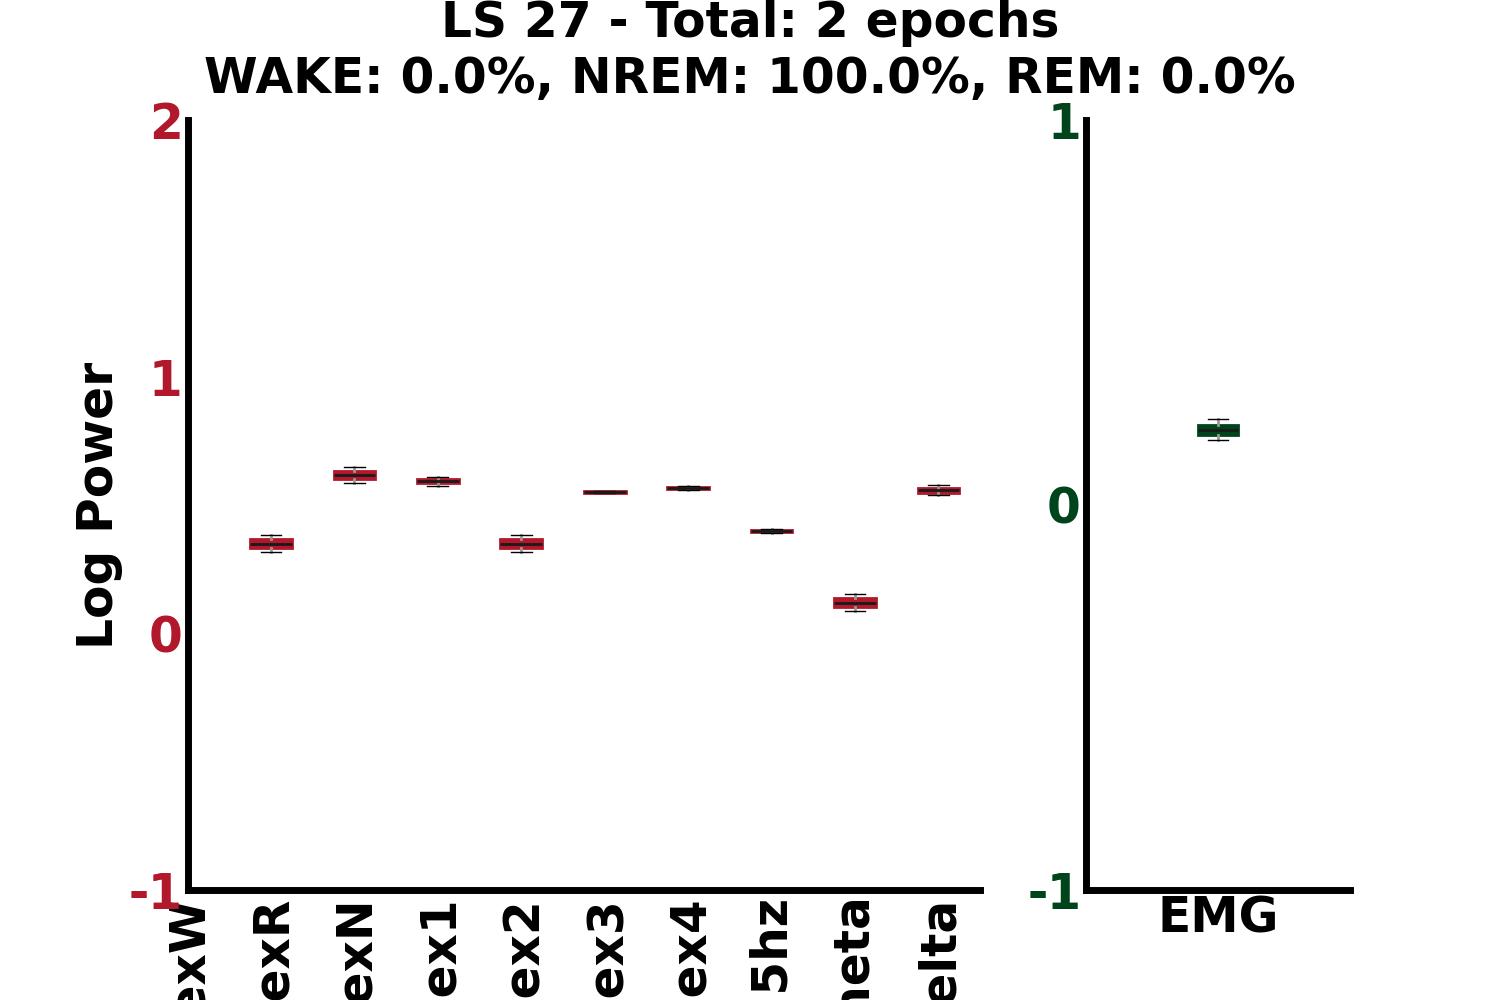 LS 27 - Total: 2 epochs
WAKE: 0.0%, NREM: 100.0%, REM: 0.0%
2
1
0
-1
Log Power
exW
exR
exN
ex1
ex2
ex3
ex4
5hz
eta
elta
1
0
-1
EMG